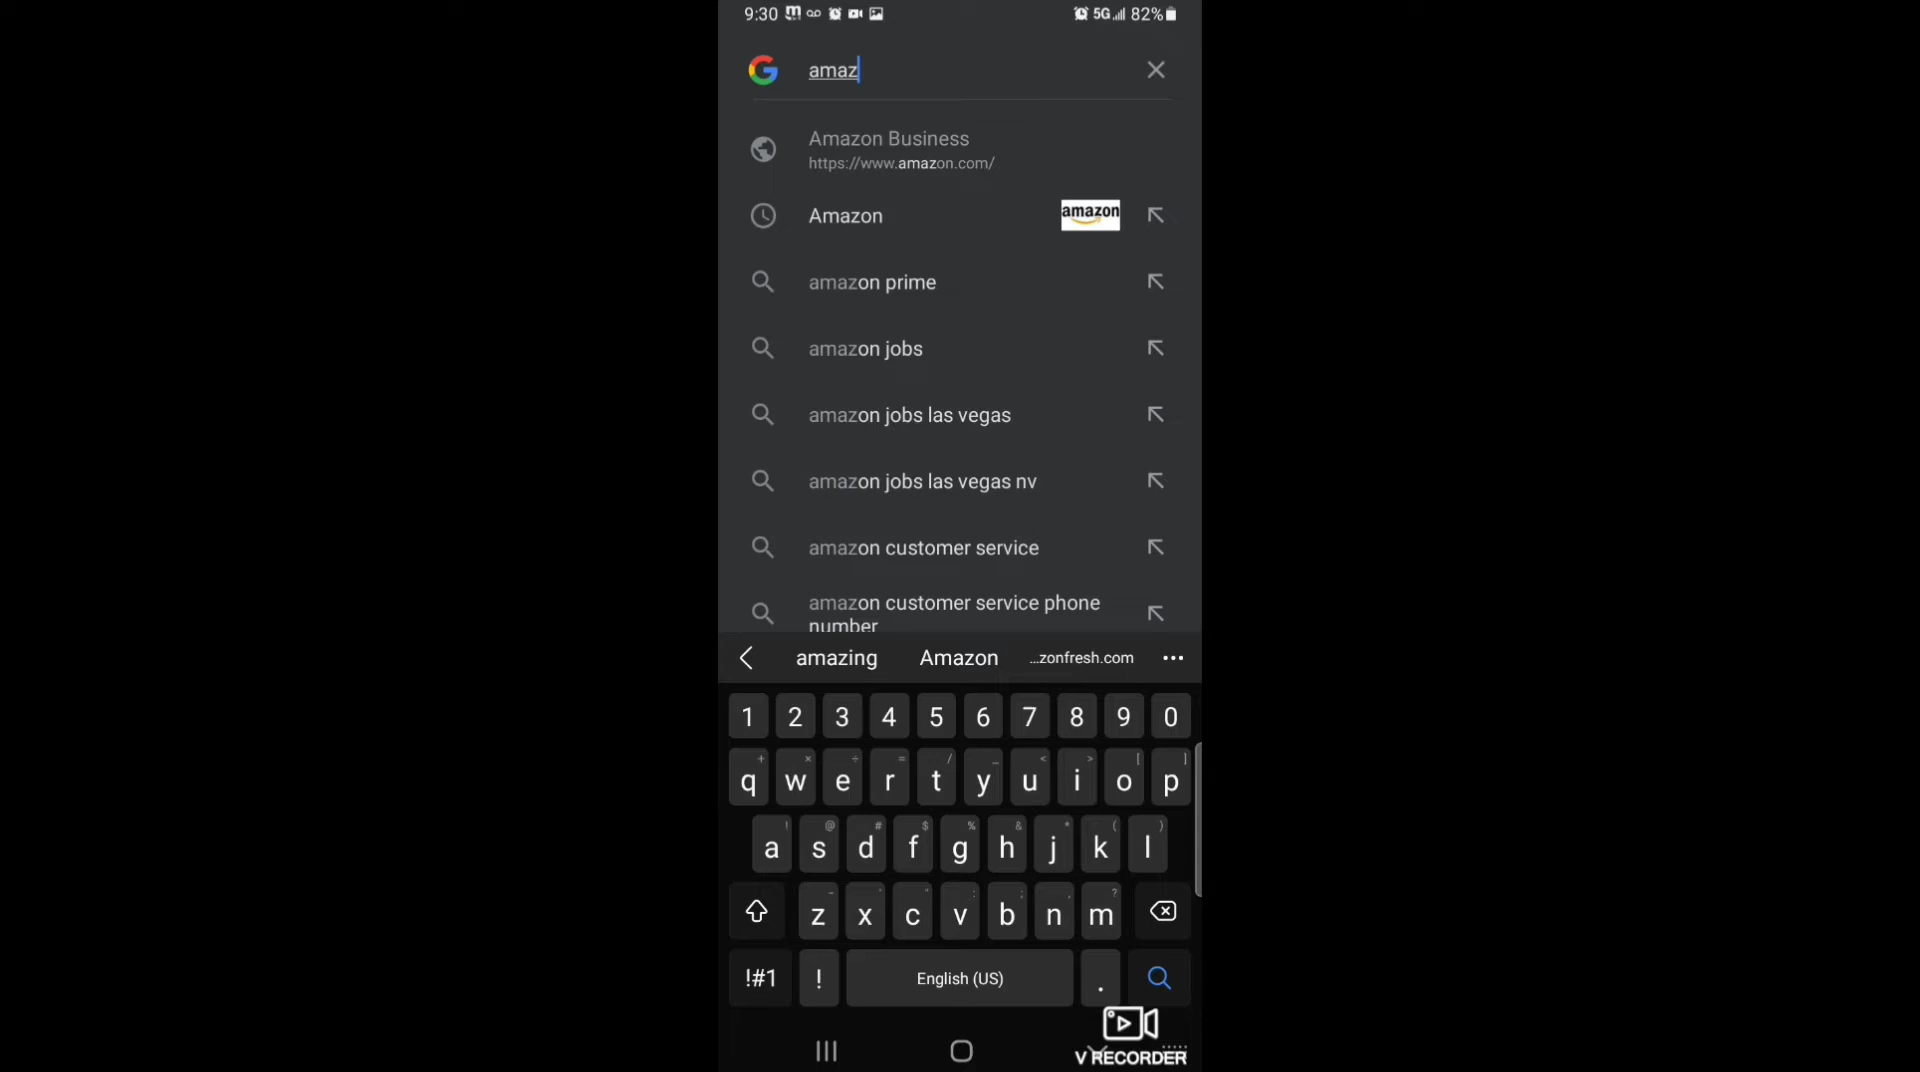 9:30 5G 82%
amaz
Amazon Business
https://www.amazon.com/
Amazon
amazon
amazon prime
amazon jobs
amazon jobs las vegas
amazon jobs las vegas nv
amazon customer service
amazon customer service phone
number
amazing Amazon ...zonfresh.com
1 2 3 4 5 6 7 8 9 0
+ × ÷ = / _ < > [ ]
q w e r t y u i o p
! @ # $ % & * ( )
a s d f g h j k l
- ' " : ; , ?
z x c v b n m
!#1 ! English (US) .
V RECORDER